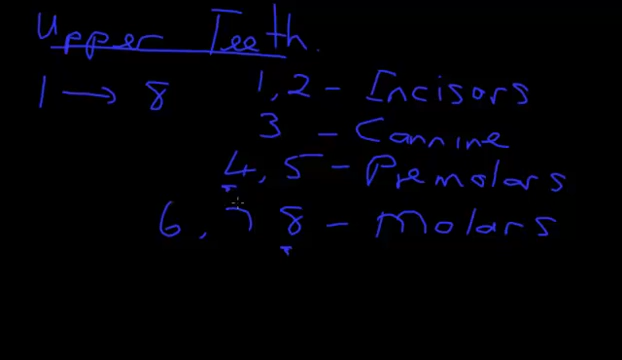 Upper Teeth.
1 → 8 1,2 - Incisors
3 - Cannine
4, 5 - Premolars
6, 7 8 - Molars